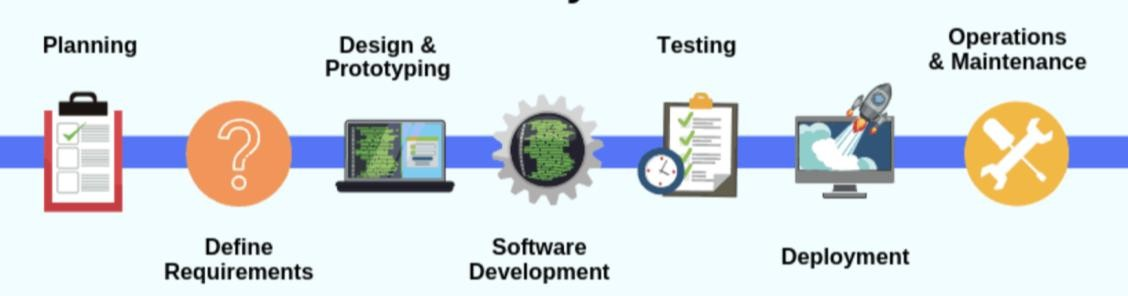 Planning
Define
Requirements
Design &
Prototyping
Software
Development
Testing
Deployment
Operations
& Maintenance